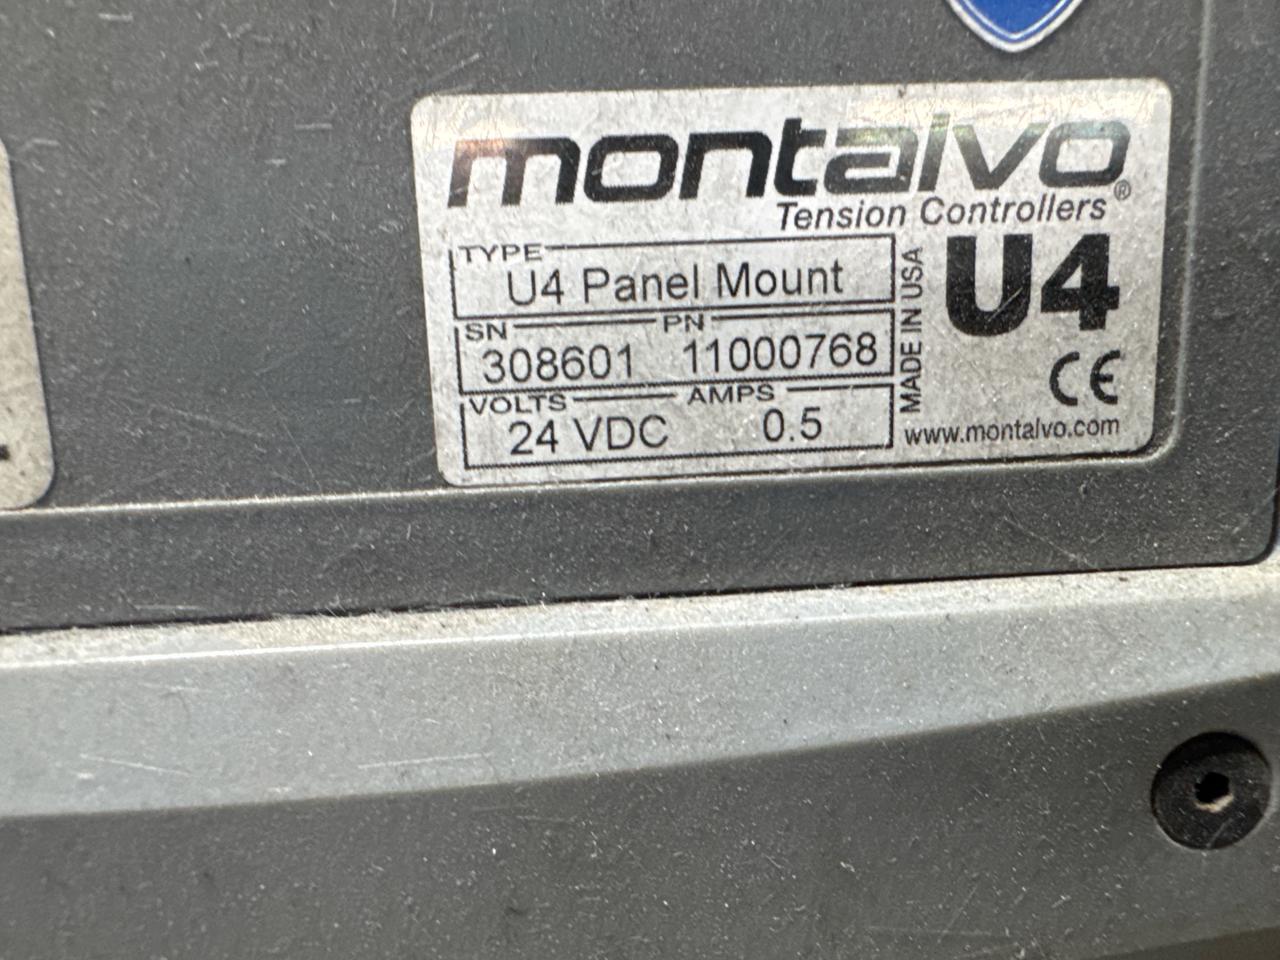 montalvo®
Tension Controllers
TYPE
U4 Panel Mount
SN PN
308601 11000768
VOLTS AMPS
24 VDC 0.5
MADE IN USA
U4
CE
www.montalvo.com